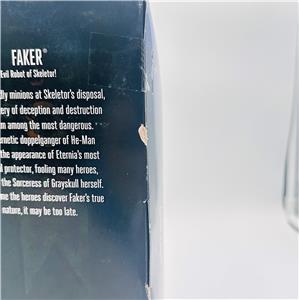 FAKER®
Evil Robot of Skeletor!
dly minions at Skeletor's disposal,
ery of deception and destruction
m among the most dangerous.
ernetic doppelganger of He-Man
the appearance of Eternia's most
l protector, fooling many heroes,
the Sorceress of Grayskull herself.
me the heroes discover Faker's true
nature, it may be too late.